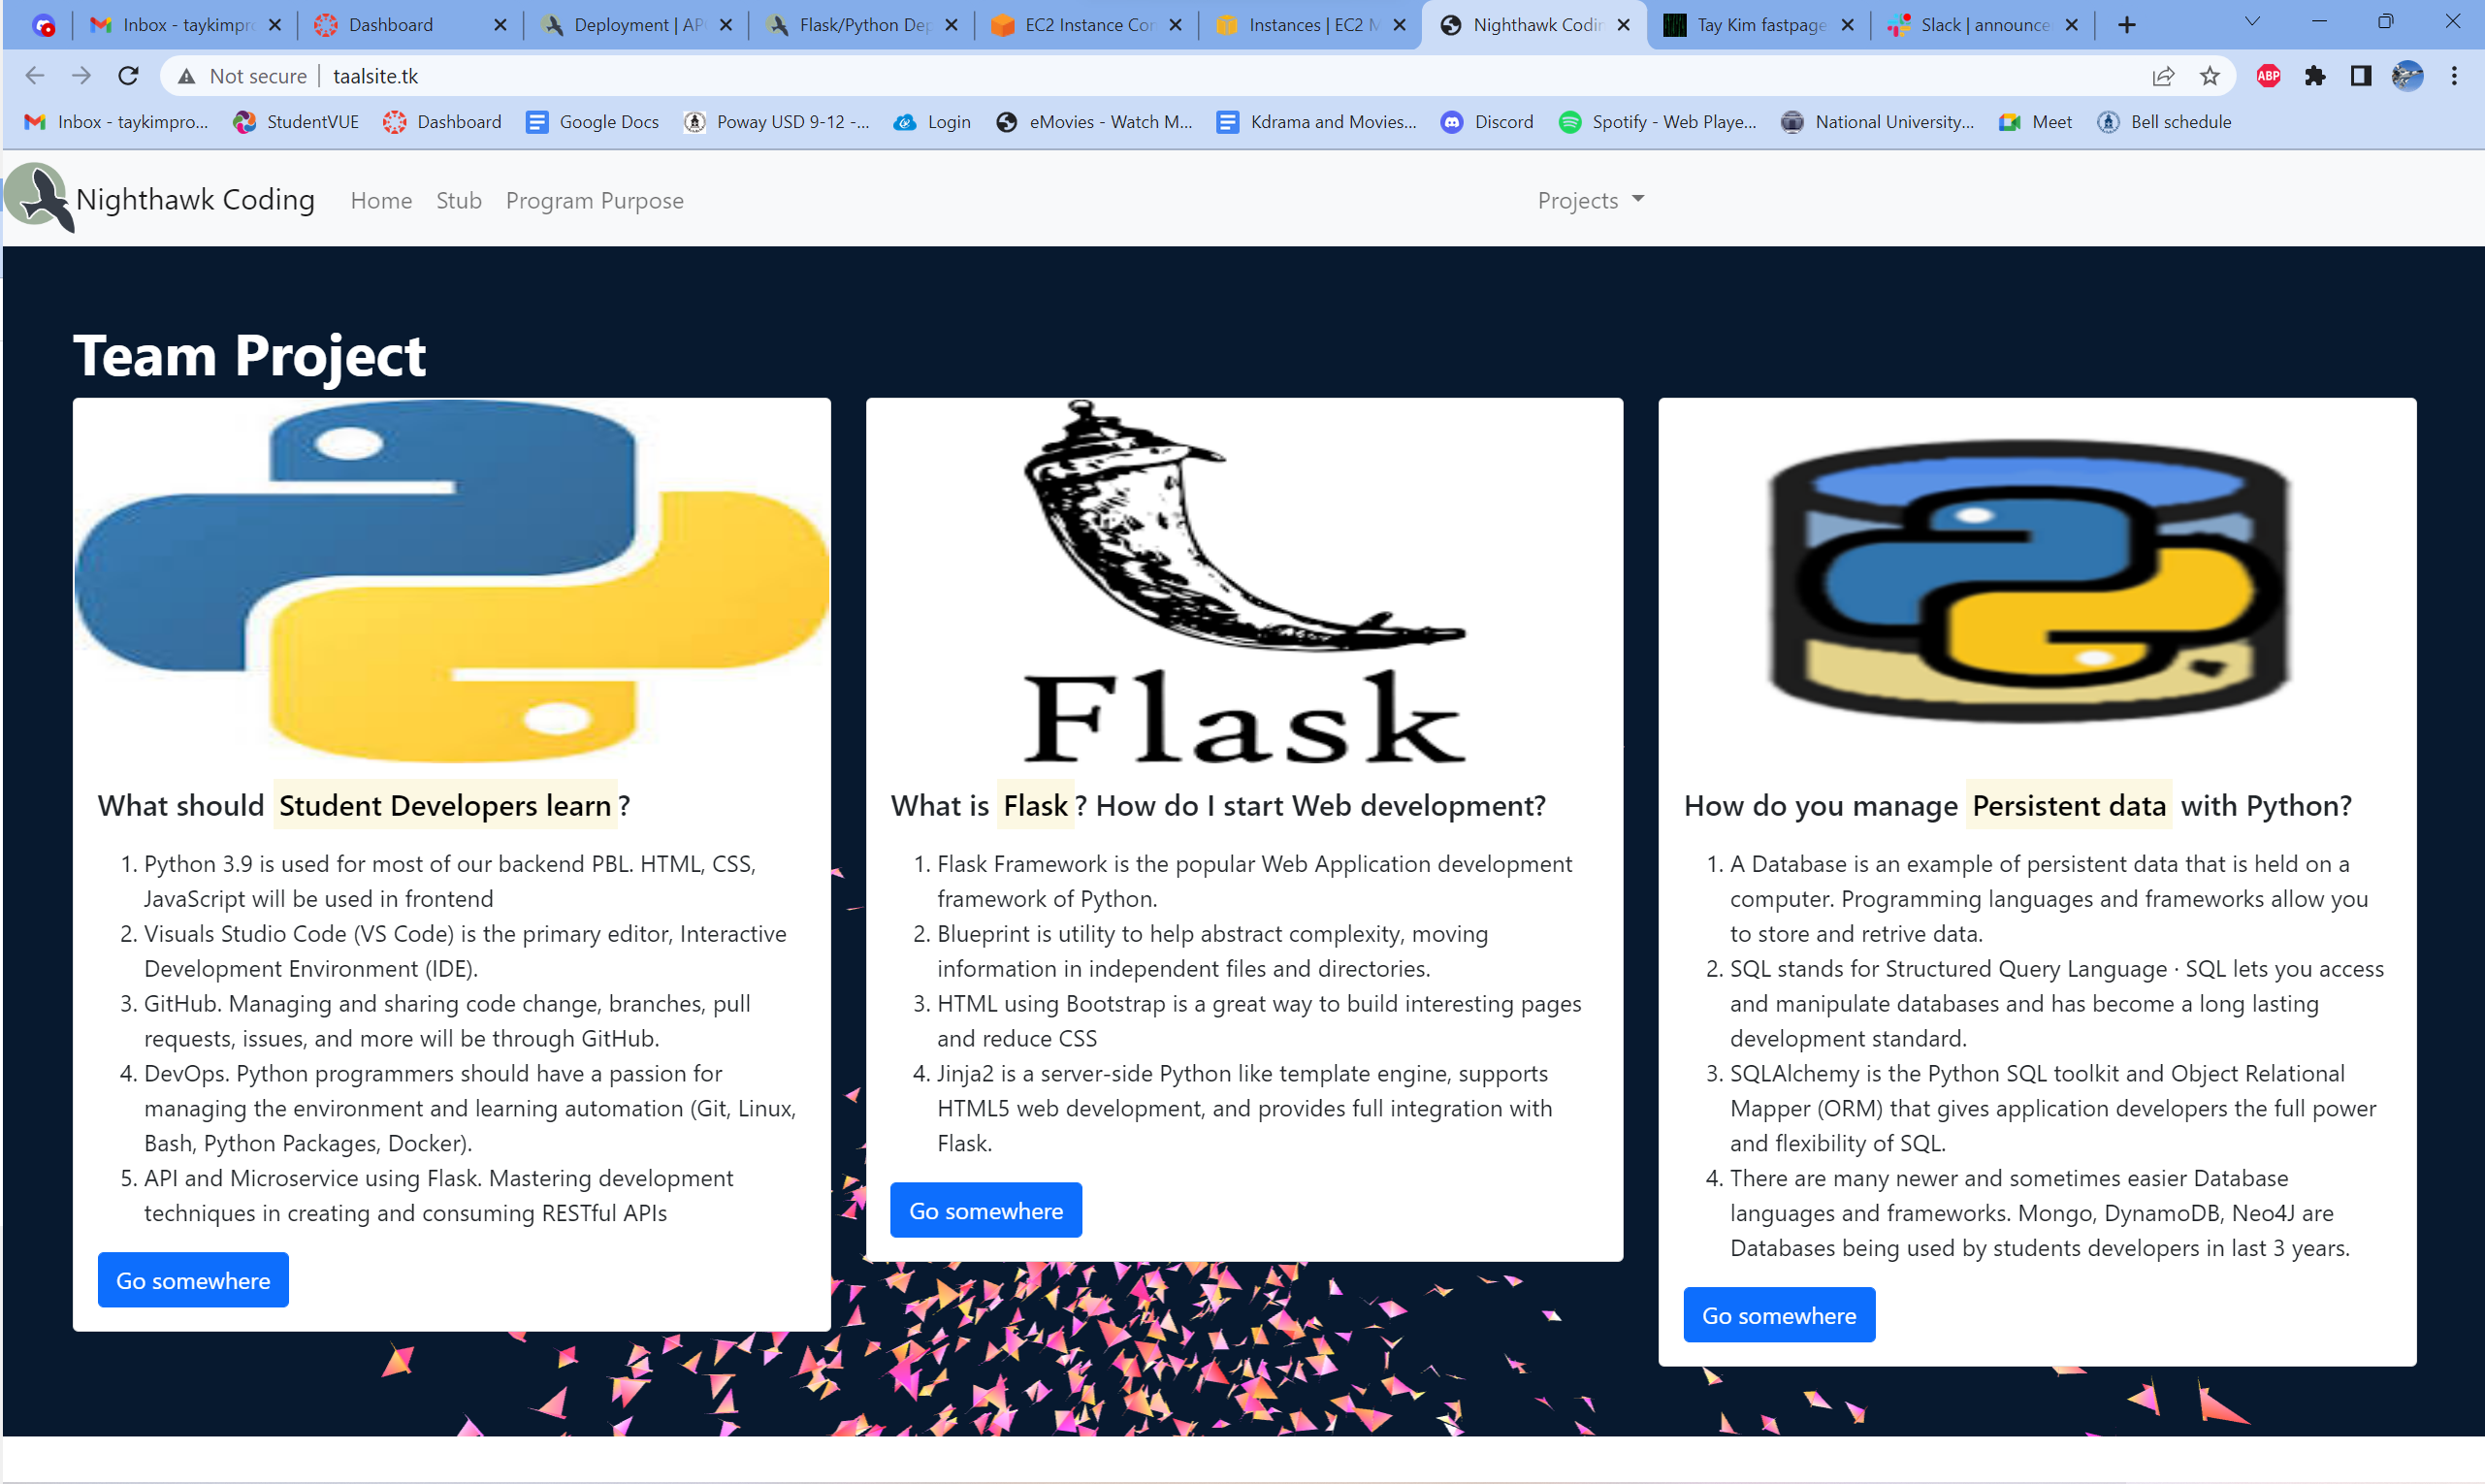 Inbox - taykimpr
Dashboard
Deployment | AP
Flask/Python Dep
EC2 Instance Con
Instances | EC2 M
Nighthawk Codin
Tay Kim fastpage
Slack | announce
Not secure | taalsite.tk
ABP
Inbox - taykimpro...
StudentVUE
Dashboard
Google Docs
Poway USD 9-12 -...
Login
eMovies - Watch M...
Kdrama and Movies...
Discord
Spotify - Web Playe...
National University...
Meet
Bell schedule
Nighthawk Coding
Home
Stub
Program Purpose
Projects
Team Project
What should Student Developers learn?
1. Python 3.9 is used for most of our backend PBL. HTML, CSS,
JavaScript will be used in frontend
2. Visuals Studio Code (VS Code) is the primary editor, Interactive
Development Environment (IDE).
3. GitHub. Managing and sharing code change, branches, pull
requests, issues, and more will be through GitHub.
4. DevOps. Python programmers should have a passion for
managing the environment and learning automation (Git, Linux,
Bash, Python Packages, Docker).
5. API and Microservice using Flask. Mastering development
techniques in creating and consuming RESTful APIs
Go somewhere
Flask
What is Flask? How do I start Web development?
1. Flask Framework is the popular Web Application development
framework of Python.
2. Blueprint is utility to help abstract complexity, moving
information in independent files and directories.
3. HTML using Bootstrap is a great way to build interesting pages
and reduce CSS
4. Jinja2 is a server-side Python like template engine, supports
HTML5 web development, and provides full integration with
Flask.
Go somewhere
How do you manage Persistent data with Python?
1. A Database is an example of persistent data that is held on a
computer. Programming languages and frameworks allow you
to store and retrive data.
2. SQL stands for Structured Query Language · SQL lets you access
and manipulate databases and has become a long lasting
development standard.
3. SQLAlchemy is the Python SQL toolkit and Object Relational
Mapper (ORM) that gives application developers the full power
and flexibility of SQL.
4. There are many newer and sometimes easier Database
languages and frameworks. Mongo, DynamoDB, Neo4J are
Databases being used by students developers in last 3 years.
Go somewhere